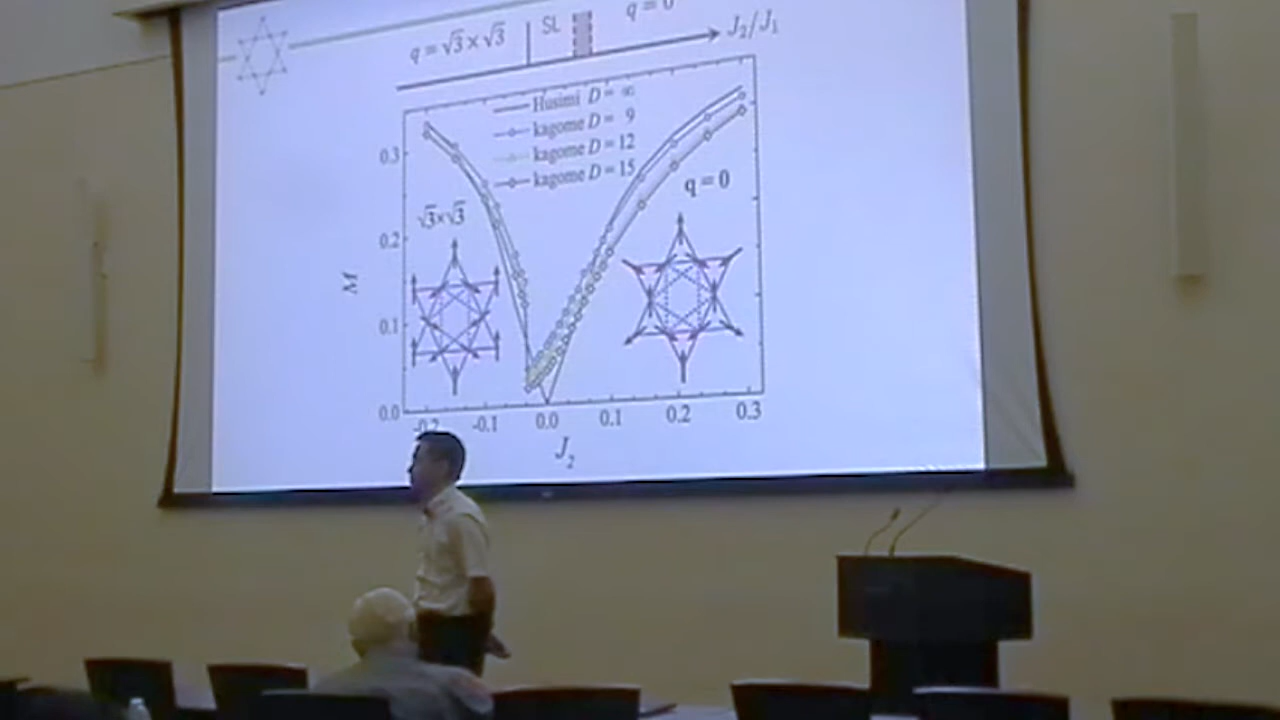 q = √3 × √3
SL
q = 0
J₂/J₁
Husimi D = ∞
kagome D = 9
kagome D = 12
kagome D = 15
√3×√3
q = 0
M
0.3
0.2
0.1
0.0
-0.2
-0.1
0.0
0.1
0.2
0.3
J₂